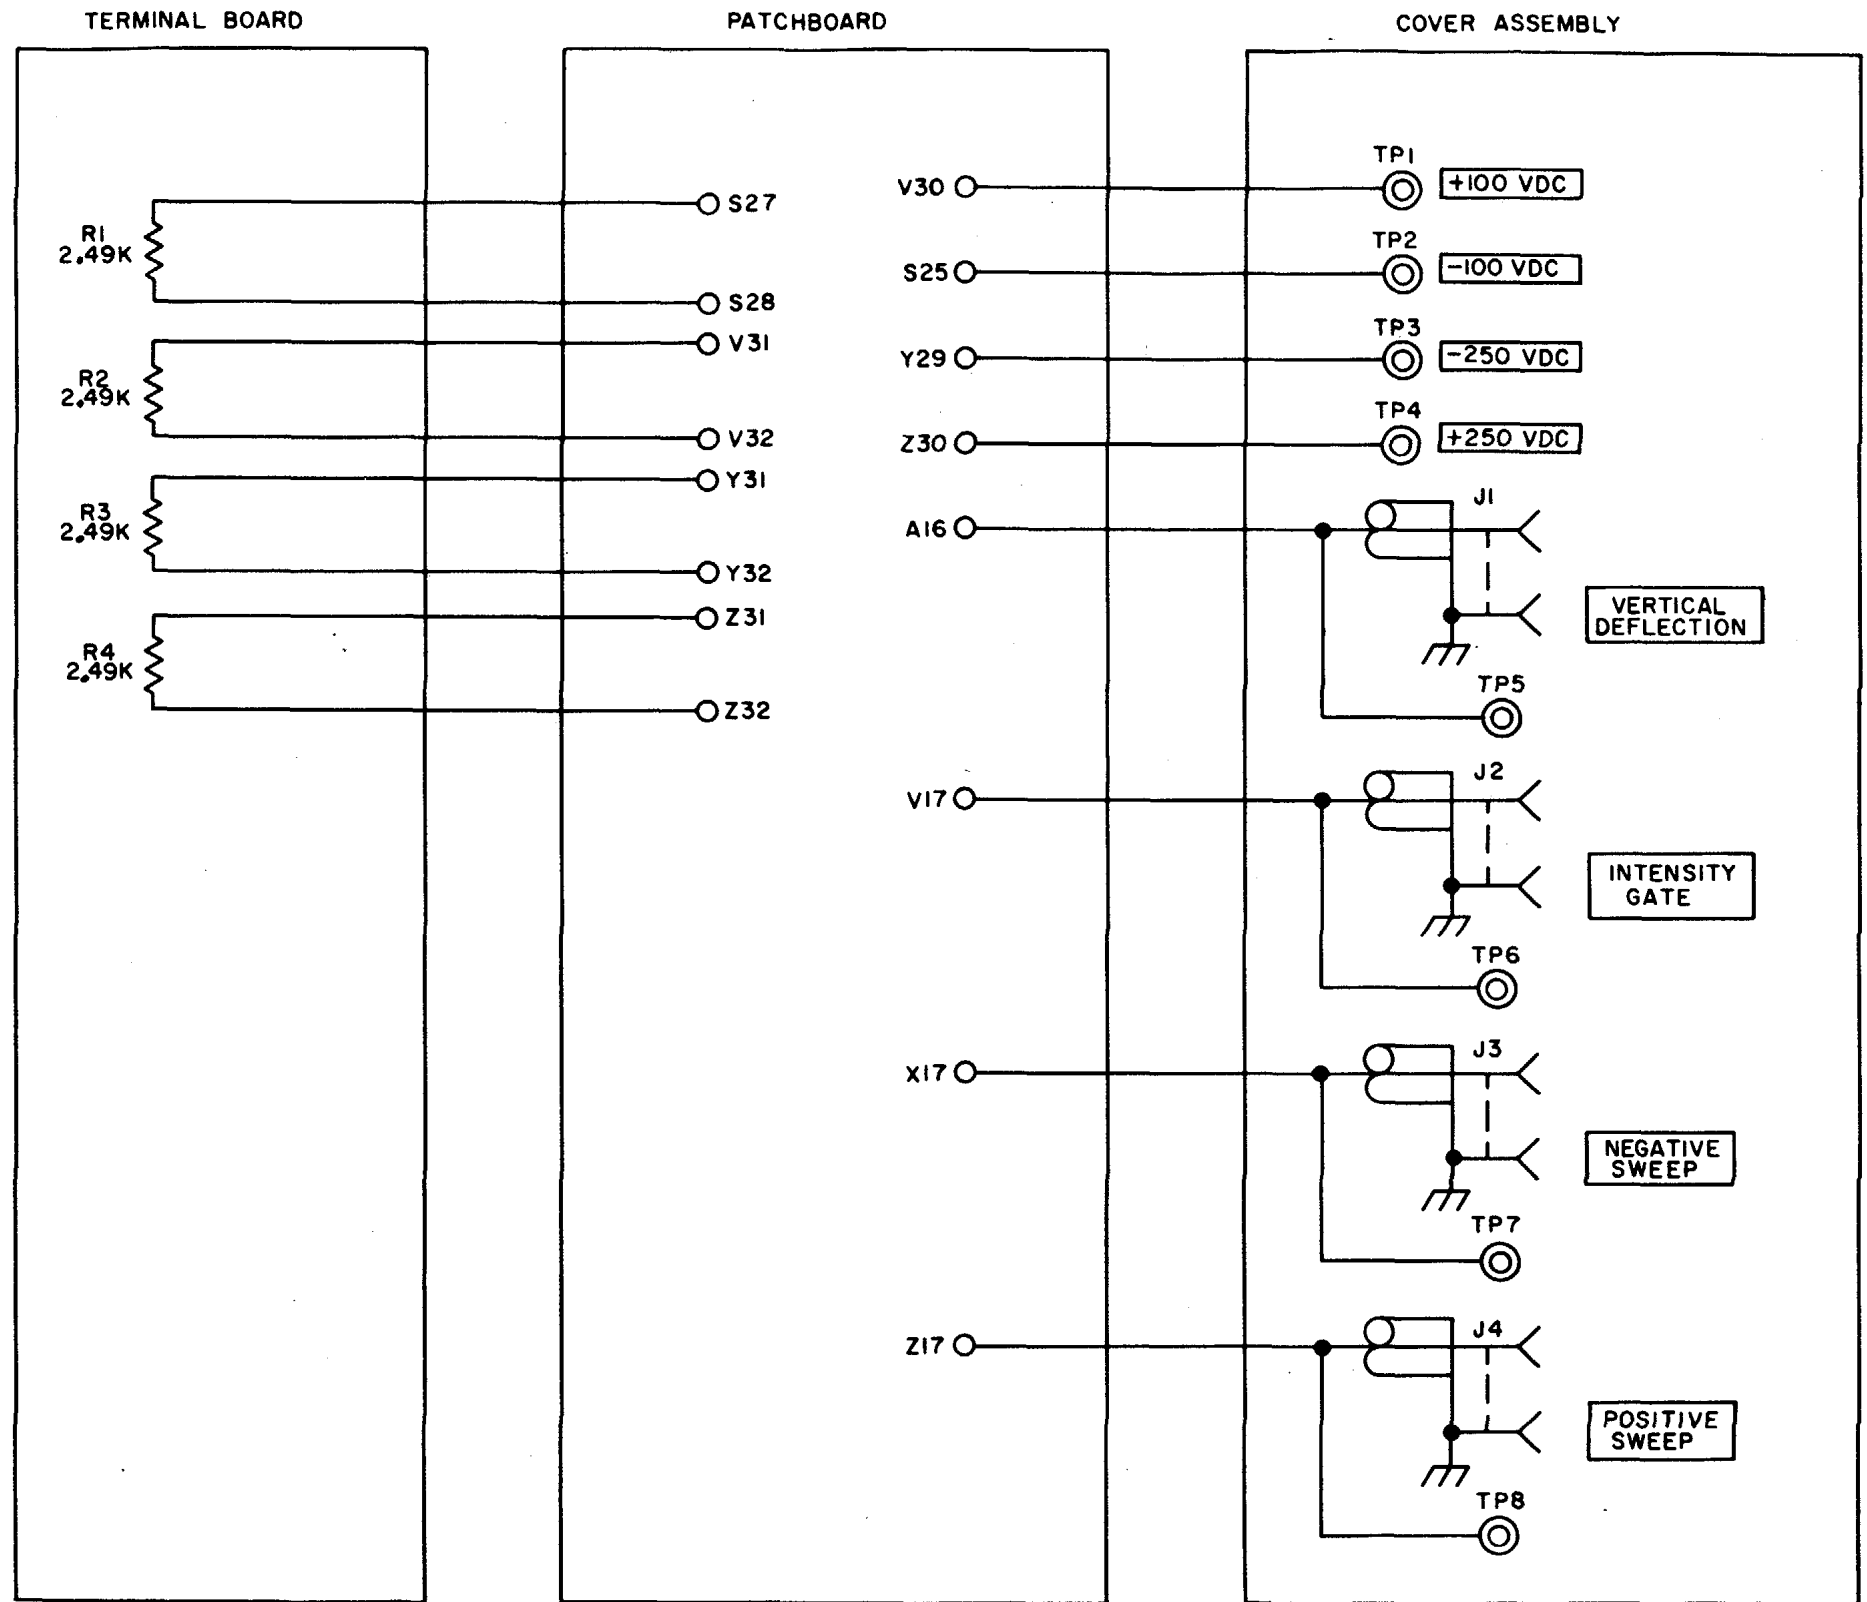 TERMINAL BOARD
PATCHBOARD
COVER ASSEMBLY
R1
2.49K
R2
2.49K
R3
2.49K
R4
2.49K
S27
S28
V31
V32
Y31
Y32
Z31
Z32
V30
S25
Y29
Z30
A16
V17
X17
Z17
TP1
+100 VDC
TP2
-100 VDC
TP3
-250 VDC
TP4
+250 VDC
J1
VERTICAL
DEFLECTION
TP5
J2
INTENSITY
GATE
TP6
J3
NEGATIVE
SWEEP
TP7
J4
POSITIVE
SWEEP
TP8